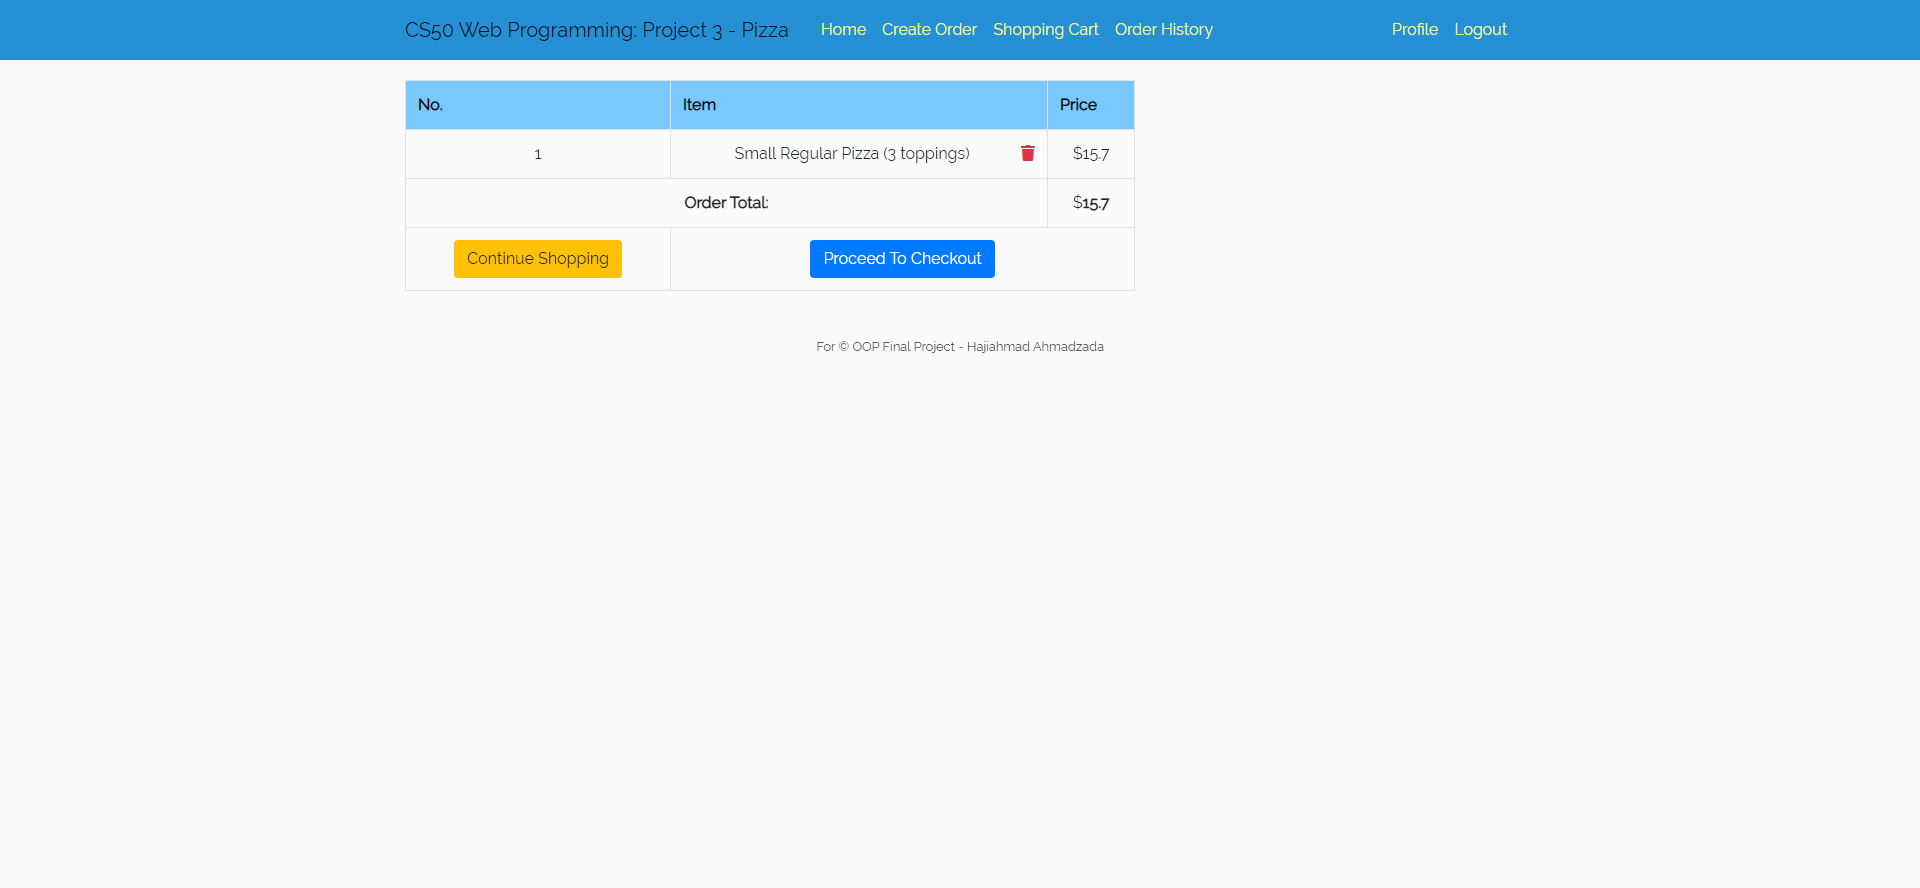 CS50 Web Programming: Project 3 - Pizza Home Create Order Shopping Cart Order History Profile Logout
No. Item Price
1 Small Regular Pizza (3 toppings) $15.7
Order Total: $15.7
Continue Shopping Proceed To Checkout
For © OOP Final Project - Hajiahmad Ahmadzada